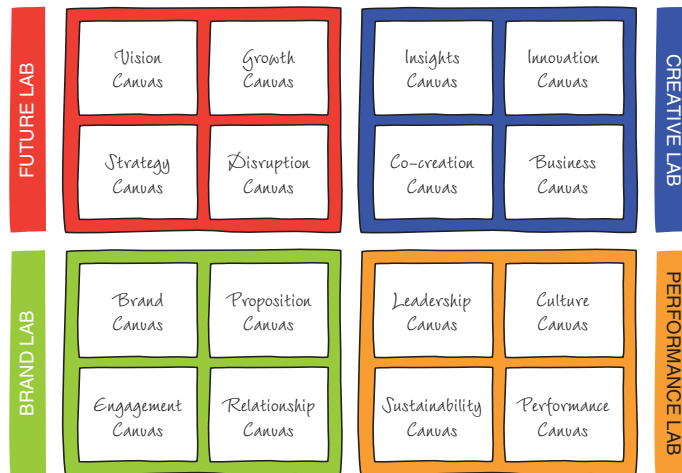 FUTURE LAB
Vision
Canvas
Growth
Canvas
Strategy
Canvas
Disruption
Canvas
Insights
Canvas
Innovation
Canvas
Co-creation
Canvas
Business
Canvas
CREATIVE LAB
BRAND LAB
Brand
Canvas
Proposition
Canvas
Engagement
Canvas
Relationship
Canvas
Leadership
Canvas
Culture
Canvas
Sustainability
Canvas
Performance
Canvas
PERFORMANCE LAB